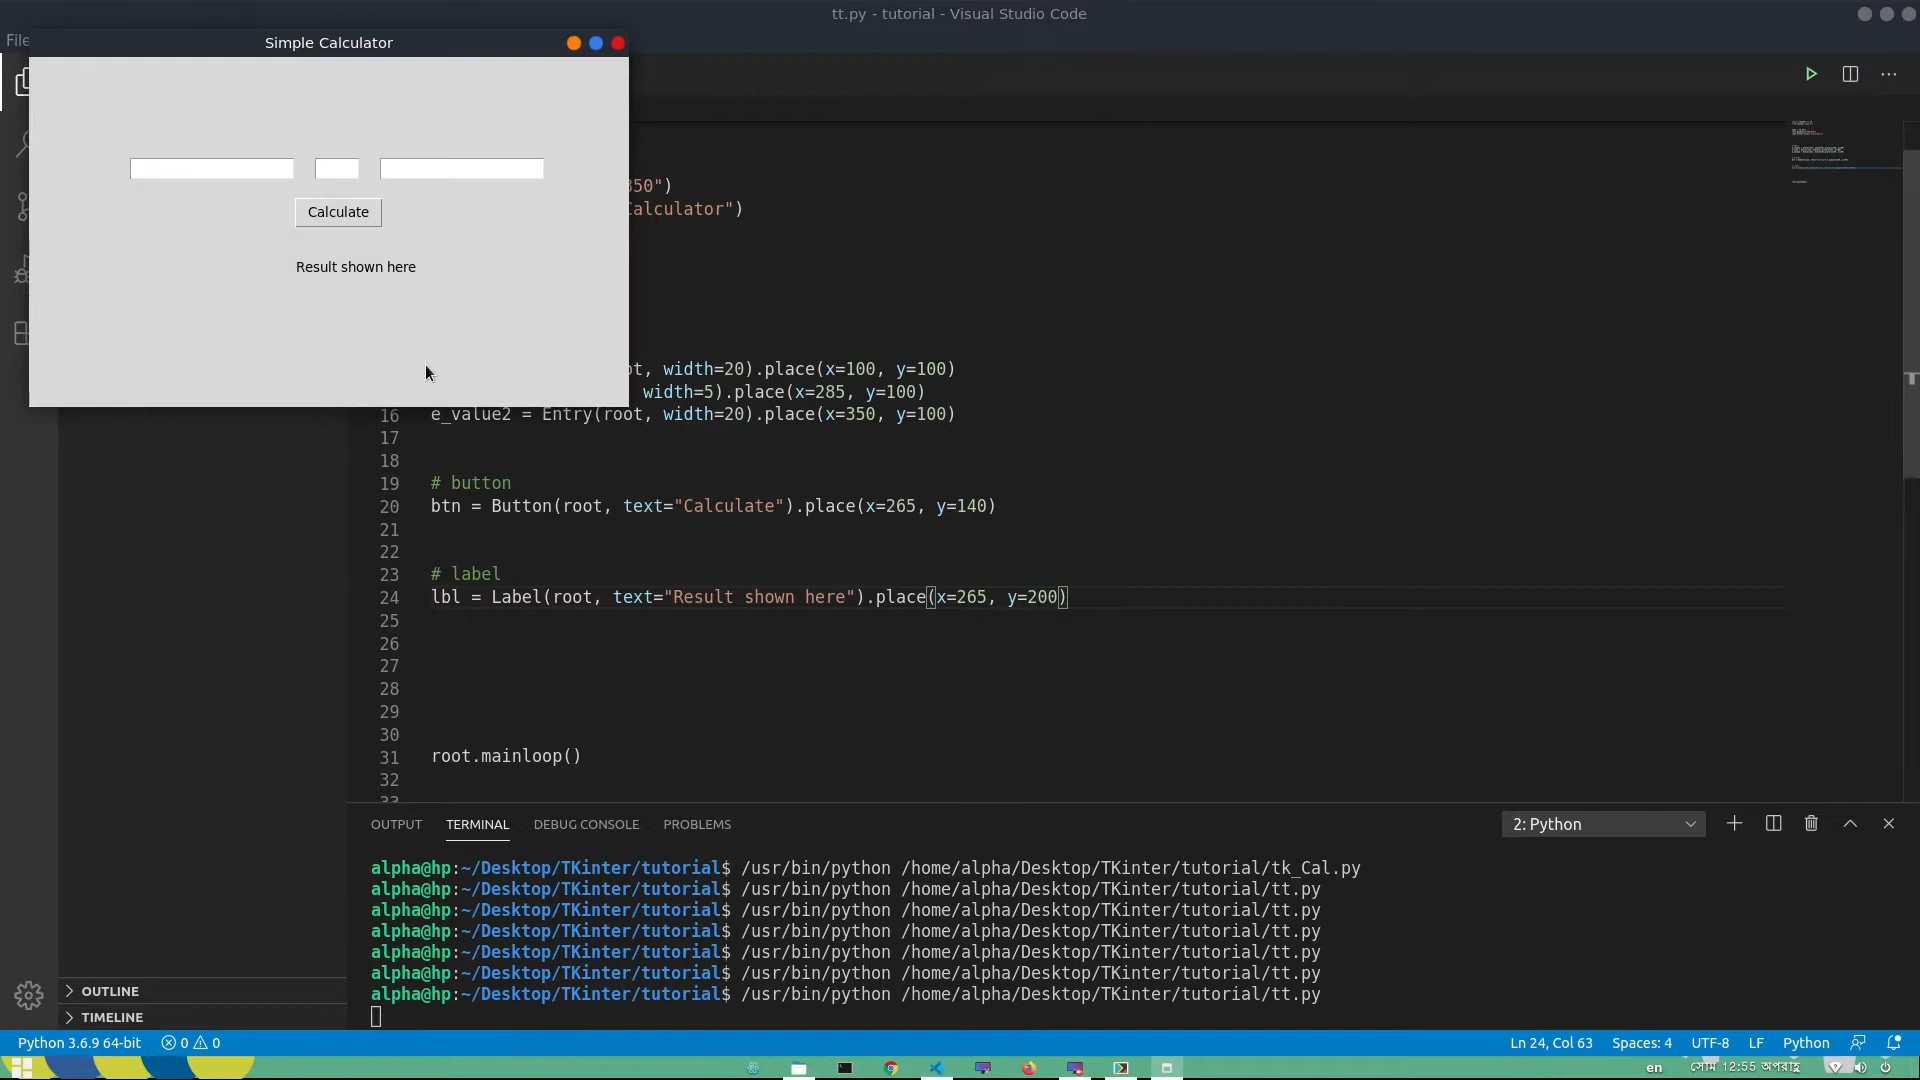 tt.py - tutorial - Visual Studio Code
File
Simple Calculator
Calculate
Result shown here
350")
Calculator")
ot, width=20).place(x=100, y=100)
width=5).place(x=285, y=100)
16 e_value2 = Entry(root, width=20).place(x=350, y=100)
17
18
19 # button
20 btn = Button(root, text="Calculate").place(x=265, y=140)
21
22
23 # label
24 lbl = Label(root, text="Result shown here").place(x=265, y=200)
25
26
27
28
29
30
31 root.mainloop()
32
33
OUTPUT TERMINAL DEBUG CONSOLE PROBLEMS
2: Python
alpha@hp:~/Desktop/TKinter/tutorial$ /usr/bin/python /home/alpha/Desktop/TKinter/tutorial/tk_Cal.py
alpha@hp:~/Desktop/TKinter/tutorial$ /usr/bin/python /home/alpha/Desktop/TKinter/tutorial/tt.py
alpha@hp:~/Desktop/TKinter/tutorial$ /usr/bin/python /home/alpha/Desktop/TKinter/tutorial/tt.py
alpha@hp:~/Desktop/TKinter/tutorial$ /usr/bin/python /home/alpha/Desktop/TKinter/tutorial/tt.py
alpha@hp:~/Desktop/TKinter/tutorial$ /usr/bin/python /home/alpha/Desktop/TKinter/tutorial/tt.py
alpha@hp:~/Desktop/TKinter/tutorial$ /usr/bin/python /home/alpha/Desktop/TKinter/tutorial/tt.py
alpha@hp:~/Desktop/TKinter/tutorial$ /usr/bin/python /home/alpha/Desktop/TKinter/tutorial/tt.py
OUTLINE
TIMELINE
Python 3.6.9 64-bit 0 0 Ln 24, Col 63 Spaces: 4 UTF-8 LF Python
en সোম 12:55 অপরাহ্ণ